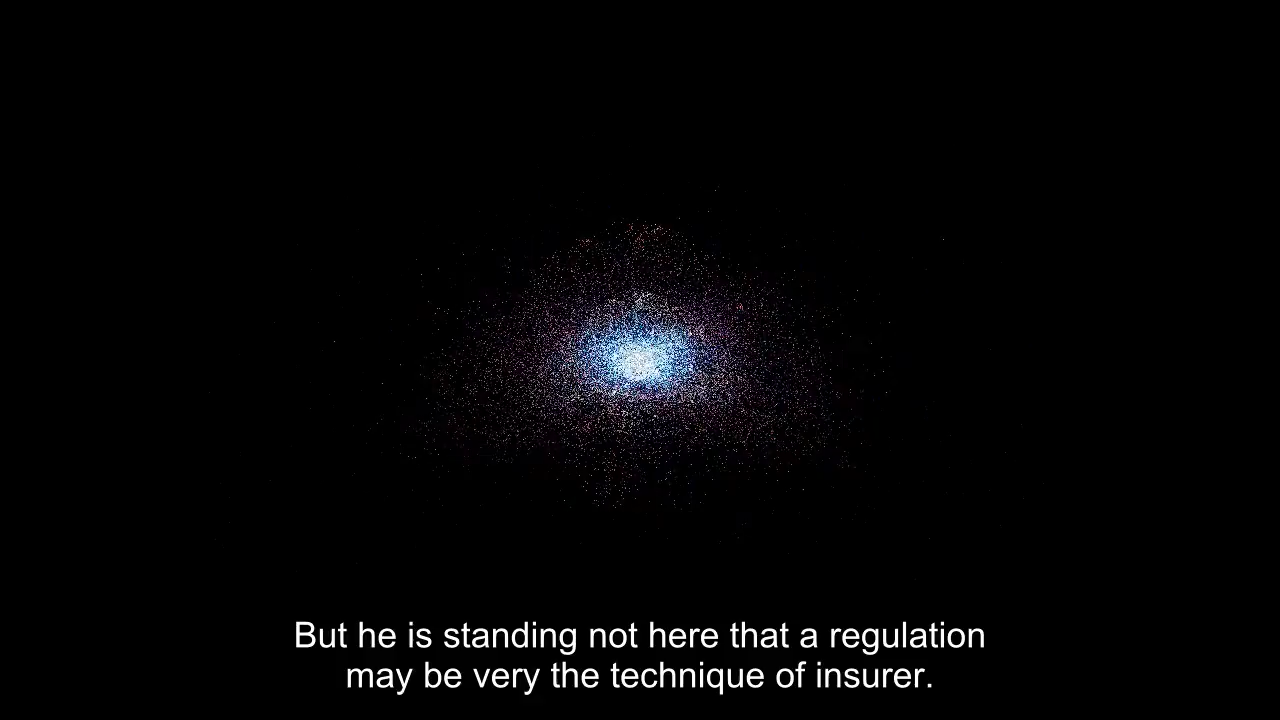 But he is standing not here that a regulation
may be very the technique of insurer.